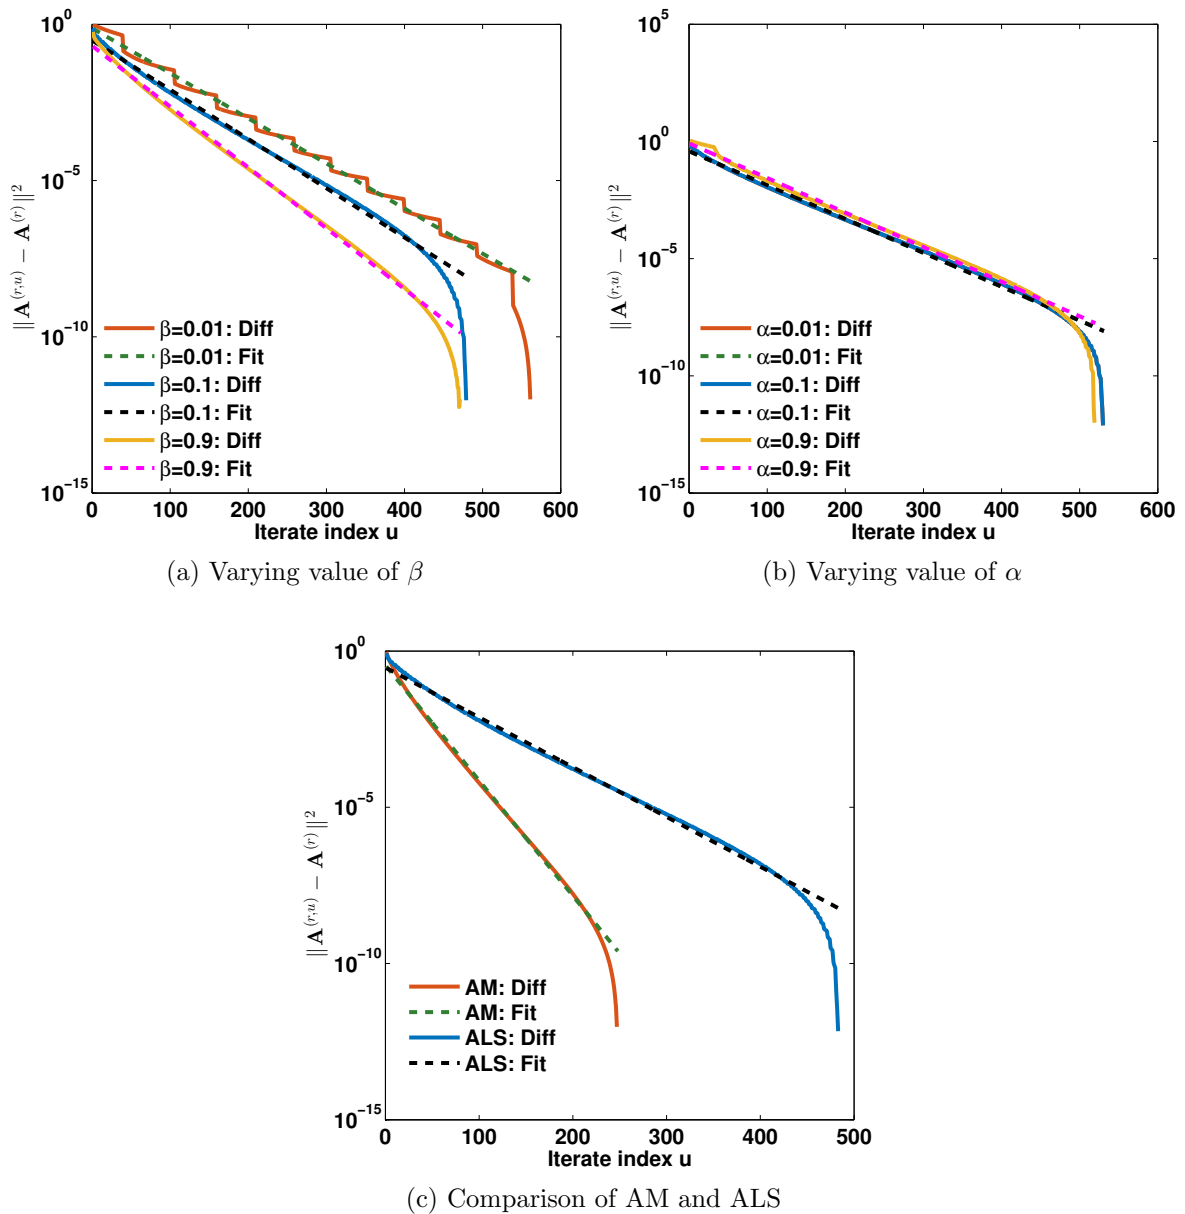 10^0
10^-5
10^-10
10^-15
‖A^(r,u) − A^(r)‖^2
β=0.01: Diff
β=0.01: Fit
β=0.1: Diff
β=0.1: Fit
β=0.9: Diff
β=0.9: Fit
0 100 200 300 400 500 600
Iterate index u
(a) Varying value of β
10^5
10^0
10^-5
10^-10
10^-15
‖A^(r,u) − A^(r)‖^2
α=0.01: Diff
α=0.01: Fit
α=0.1: Diff
α=0.1: Fit
α=0.9: Diff
α=0.9: Fit
0 100 200 300 400 500 600
Iterate index u
(b) Varying value of α
10^0
10^-5
10^-10
10^-15
‖A^(r,u) − A^(r)‖^2
AM: Diff
AM: Fit
ALS: Diff
ALS: Fit
0 100 200 300 400 500
Iterate index u
(c) Comparison of AM and ALS